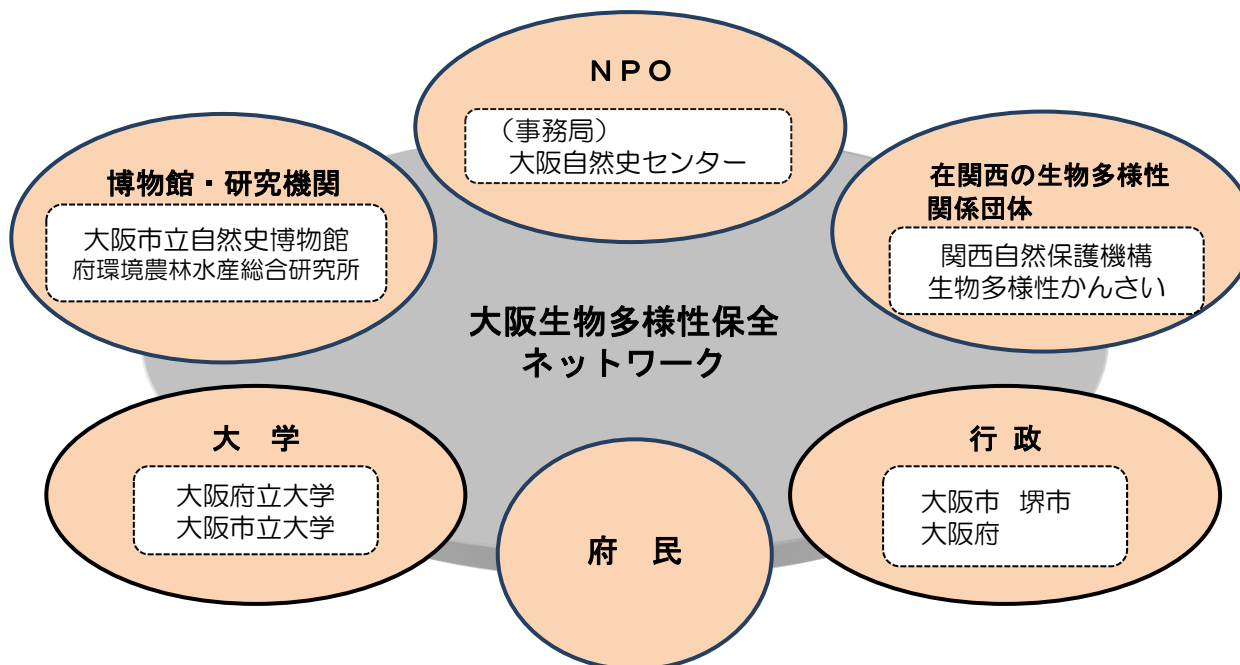 ＮＰＯ
（事務局）
大阪自然史センター
博物館・研究機関
大阪市立自然史博物館
府環境農林水産総合研究所
在関西の生物多様性
関係団体
関西自然保護機構
生物多様性かんさい
大阪生物多様性保全
ネットワーク
大　学
大阪府立大学
大阪市立大学
府　民
行 政
大阪市　堺市
大阪府